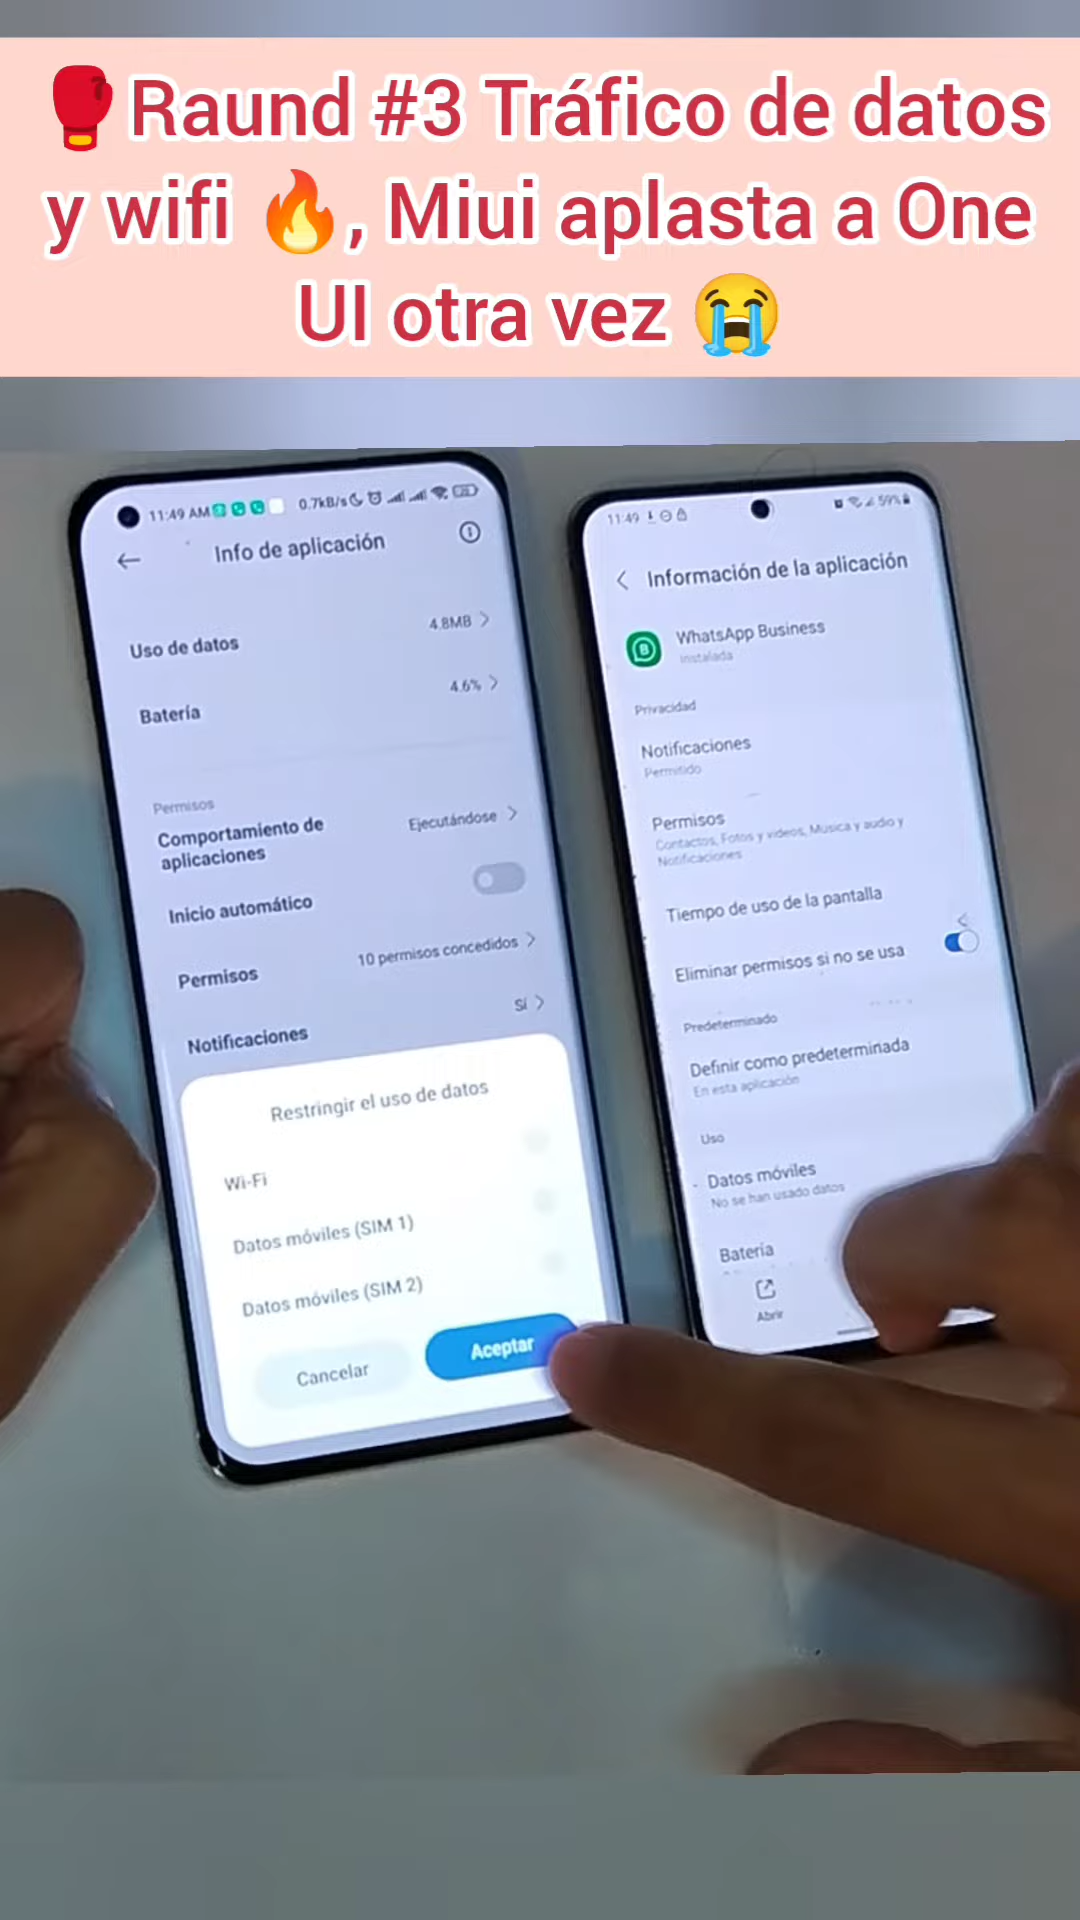 🥊Raund #3 Tráfico de datos
y wifi 🔥, Miui aplasta a One
UI otra vez 😭
11:49 AM
0.7kB/s
Info de aplicación
Uso de datos
4.8MB
Batería
4.6%
Permisos
Comportamiento de
aplicaciones
Ejecutándose
Inicio automático
Permisos
10 permisos concedidos
Notificaciones
Sí
Restringir el uso de datos
Wi-Fi
Datos móviles (SIM 1)
Datos móviles (SIM 2)
Cancelar
Aceptar
11:49
59%
Información de la aplicación
WhatsApp Business
Instalada
Privacidad
Notificaciones
Permitido
Permisos
Contactos, Fotos y videos, Música y audio y
Notificaciones
Tiempo de uso de la pantalla
Eliminar permisos si no se usa
Predeterminado
Definir como predeterminada
En esta aplicación
Uso
Datos móviles
No se han usado datos
Batería
Abrir